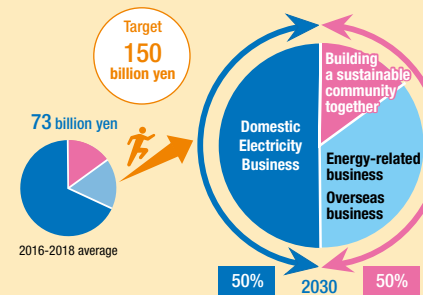 Target
150
billion yen
73 billion yen
2016-2018 average
Domestic
Electricity
Business
Building
a sustainable
community
together
Energy-related
business
Overseas
business
50%
2030
50%